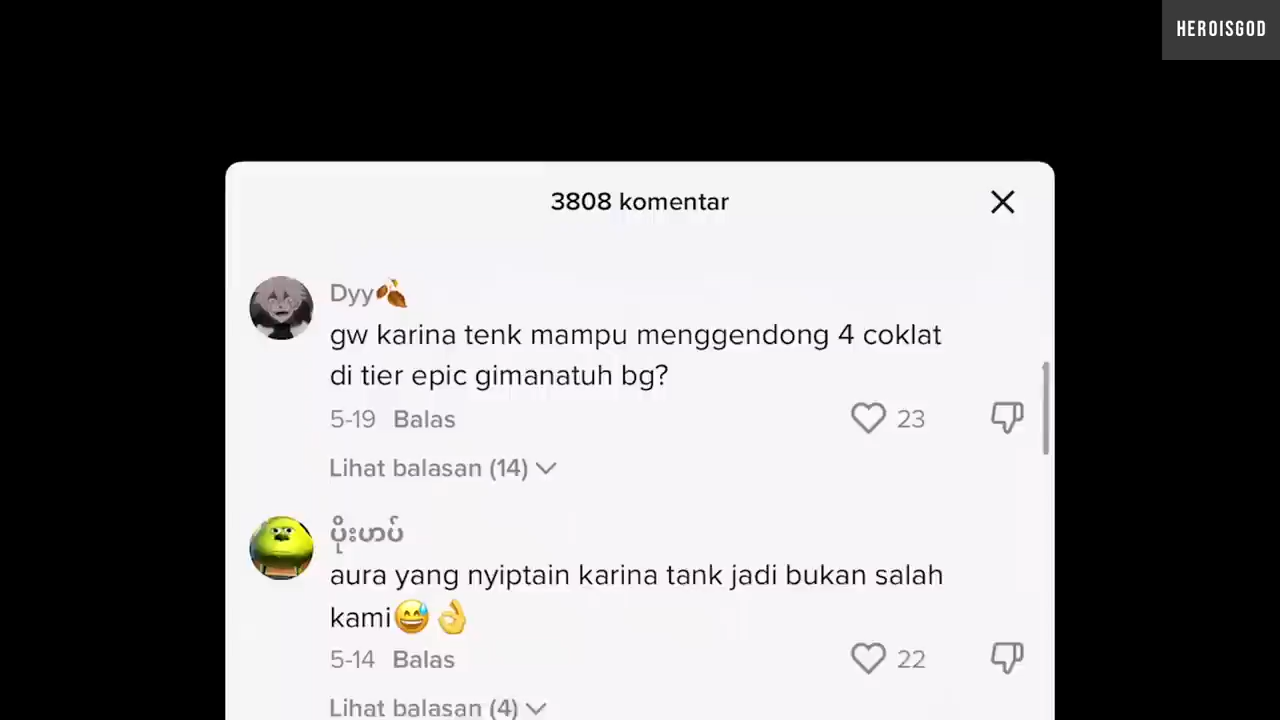 HEROISGOD
3808 komentar
Dyy🍂
gw karina tenk mampu menggendong 4 coklat
di tier epic gimanatuh bg?
5-19 Balas
23
Lihat balasan (14)
ပိုးဟပ်
aura yang nyiptain karina tank jadi bukan salah
kami😅👌
5-14 Balas
22
Lihat balasan (4)